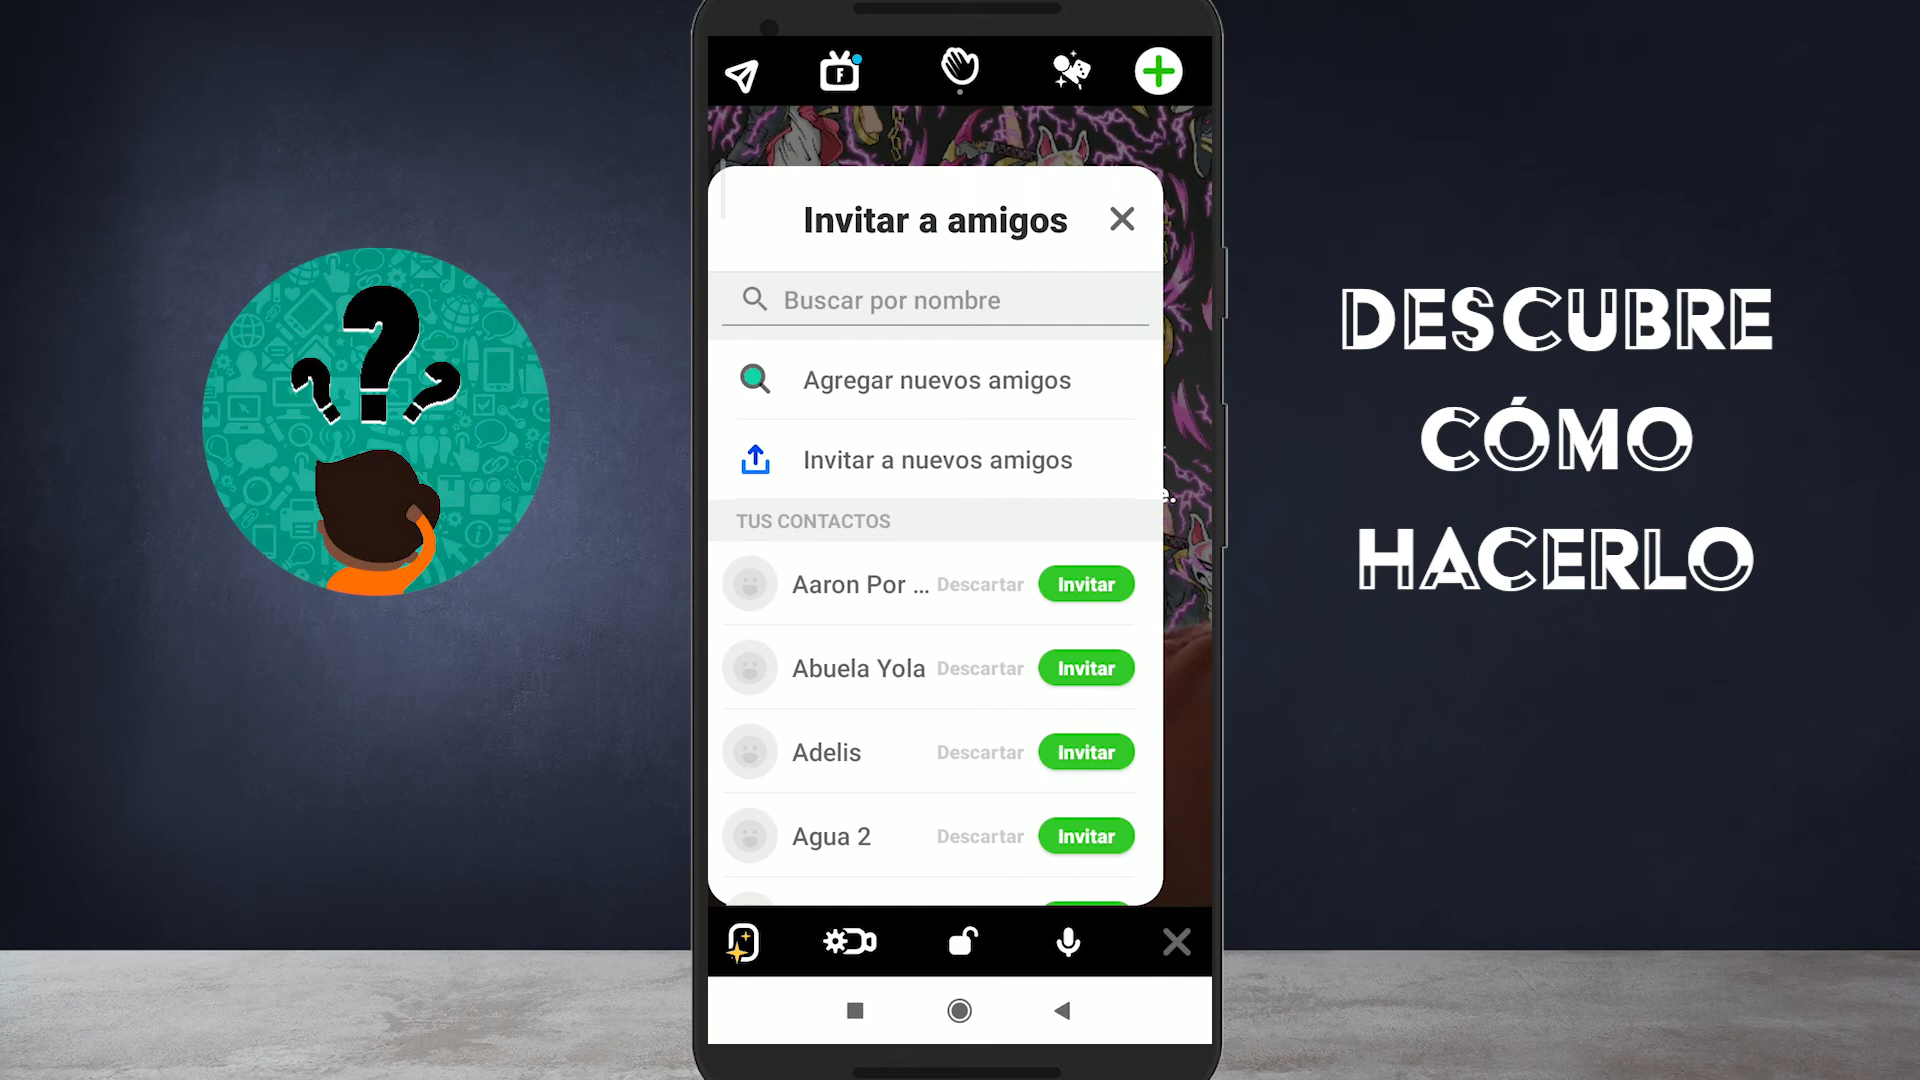 F
Invitar a amigos
Buscar por nombre
Agregar nuevos amigos
Invitar a nuevos amigos
e.
TUS CONTACTOS
Aaron Por ... Descartar Invitar
Abuela Yola Descartar Invitar
Adelis Descartar Invitar
Agua 2 Descartar Invitar
DESCUBRE
CÓMO
HACERLO